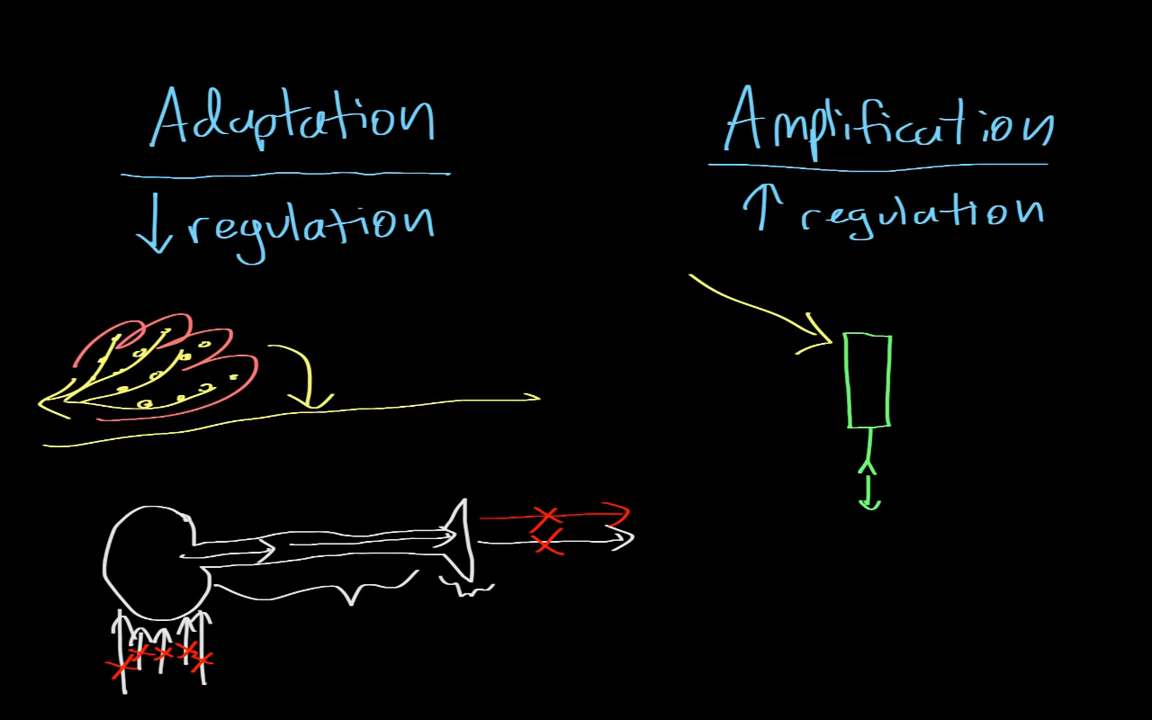 Adaptation
↓ regulation
Amplification
↑ regulation